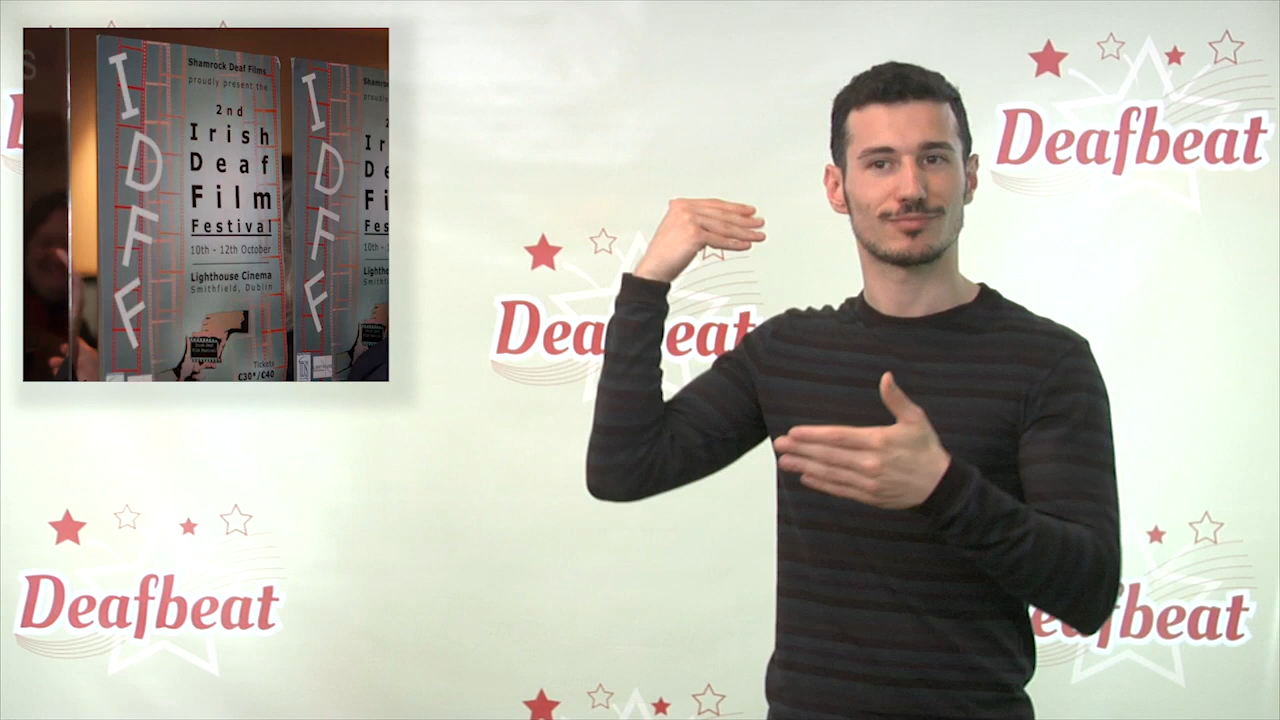 IDFF
Shamrock Deaf Films
proudly present the
2nd
Irish
Deaf
Film
Festival
10th - 12th October
Lighthouse Cinema
Smithfield, Dublin
Tickets
€30*/€40
IDFF
Deafbeat
Deafbeat
Deafbeat